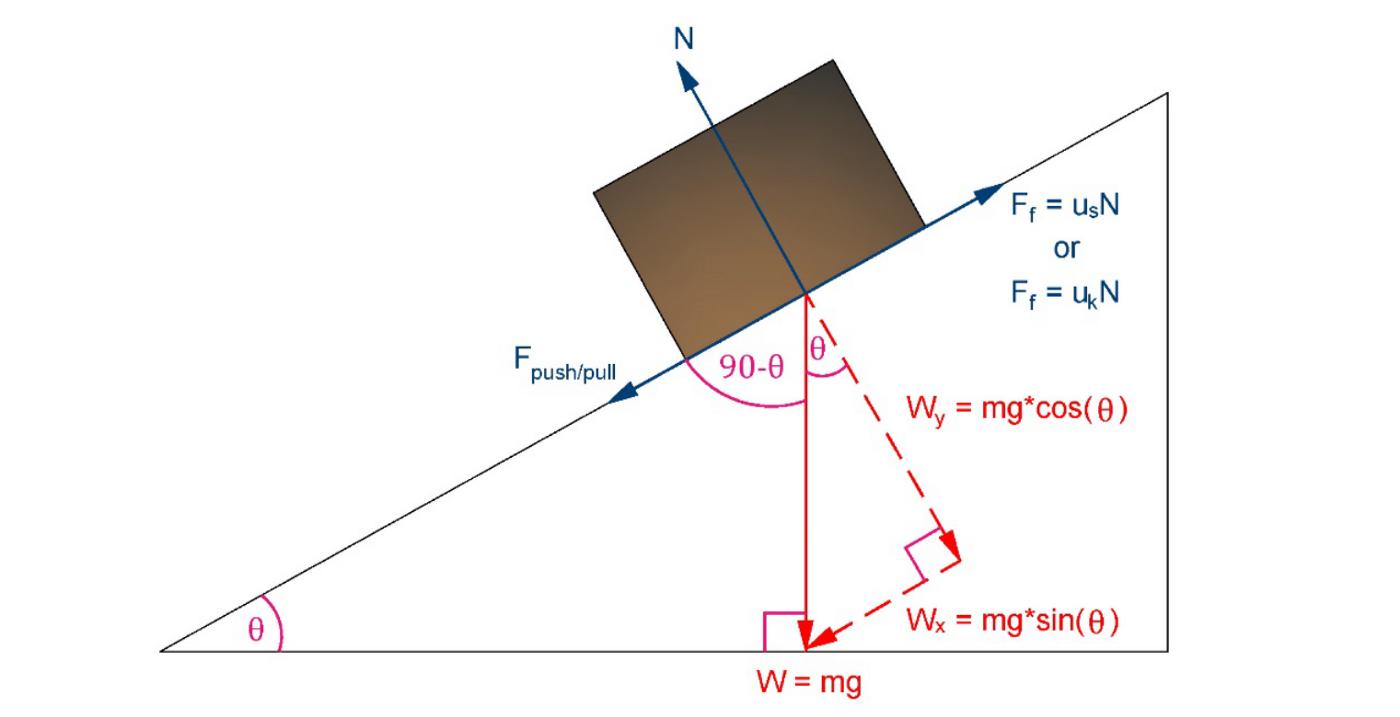 N
F_f = u_sN
or
F_f = u_kN
F_push/pull
90-θ
θ
W_y = mg*cos(θ)
θ
W_x = mg*sin(θ)
W = mg